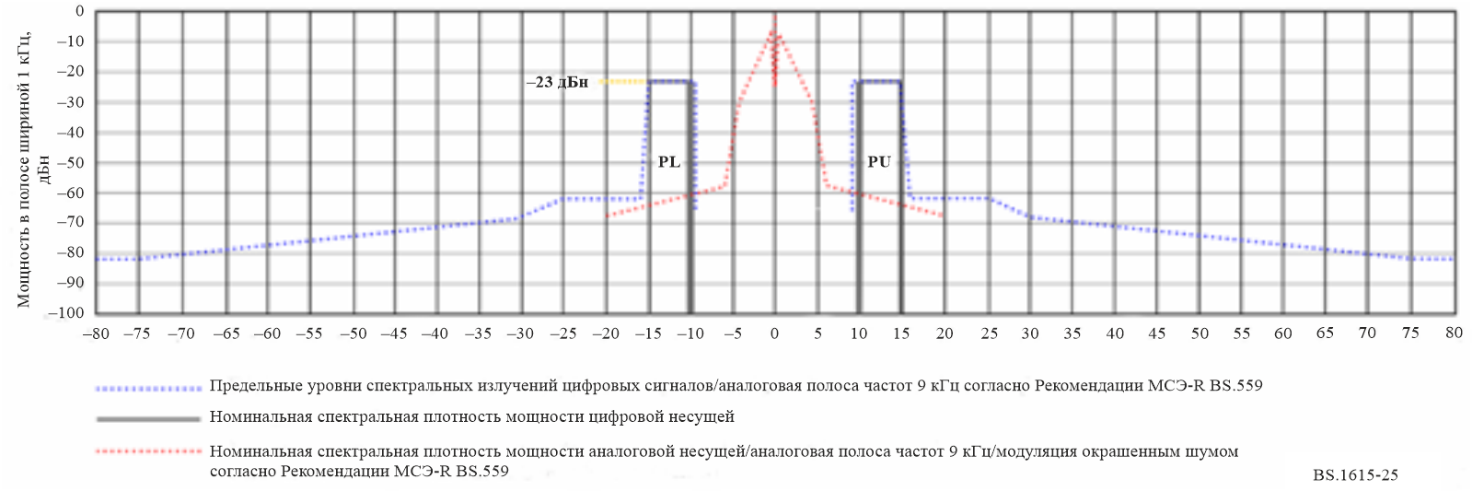 Мощность в полосе шириной 1 кГц,
дБн
0
–10
–20
–30
–40
–50
–60
–70
–80
–90
–100
–23 дБн
PL
PU
–80 –75 –70 –65 –60 –55 –50 –45 –40 –35 –30 –25 –20 –15 –10 –5 0 5 10 15 20 25 30 35 40 45 50 55 60 65 70 75 80
Предельные уровни спектральных излучений цифровых сигналов/аналоговая полоса частот 9 кГц согласно Рекомендации МСЭ-R BS.559
Номинальная спектральная плотность мощности цифровой несущей
Номинальная спектральная плотность мощности аналоговой несущей/аналоговая полоса частот 9 кГц/модуляция окрашенным шумом
согласно Рекомендации МСЭ-R BS.559
BS.1615-25